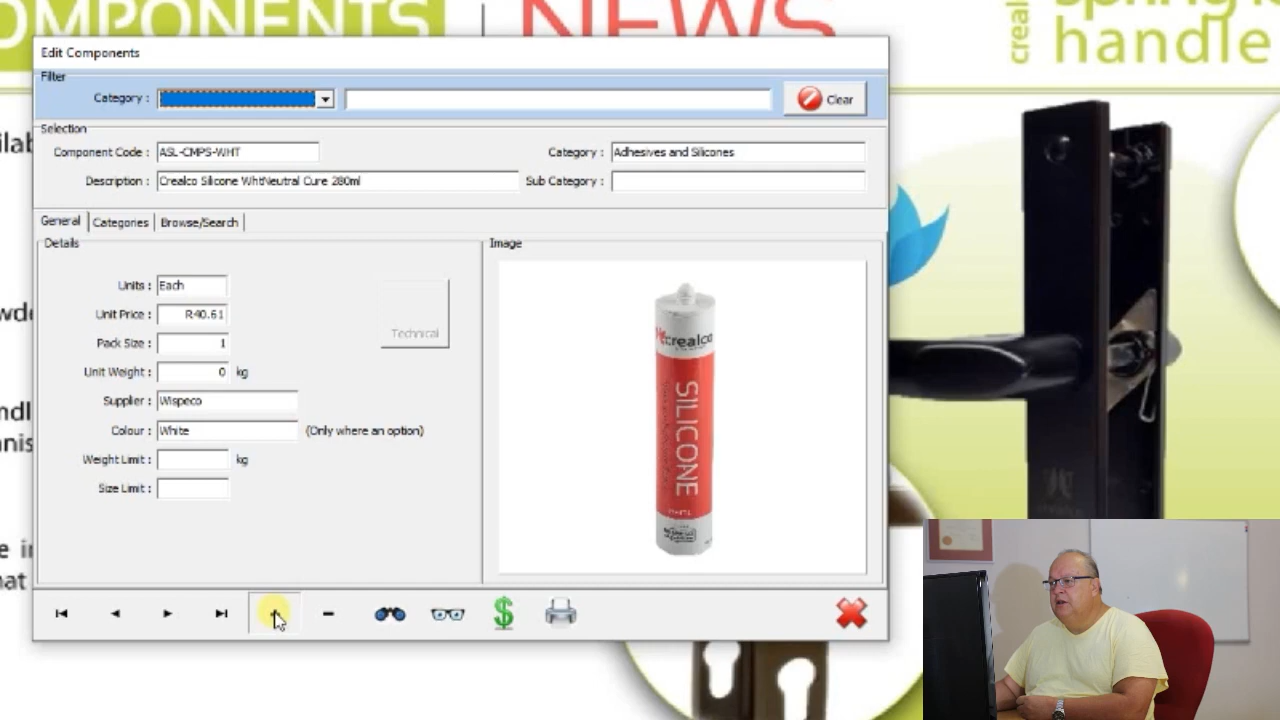 OMPONENTS
NEWS
creal
handle
Edit Components
Filter
Category :
Clear
Selection
Component Code : ASL-CMPS-WHT
Category : Adhesives and Silicones
Description : Crealco Silicone WhtNeutral Cure 280ml
Sub Category :
General
Categories
Browse/Search
Details
Image
Units : Each
Unit Price : R40.61
Technical
Pack Size : 1
Unit Weight : 0 kg
Supplier : Wispeco
Colour : White (Only where an option)
Weight Limit : kg
Size Limit :
crealco
SILICONE
WHITE